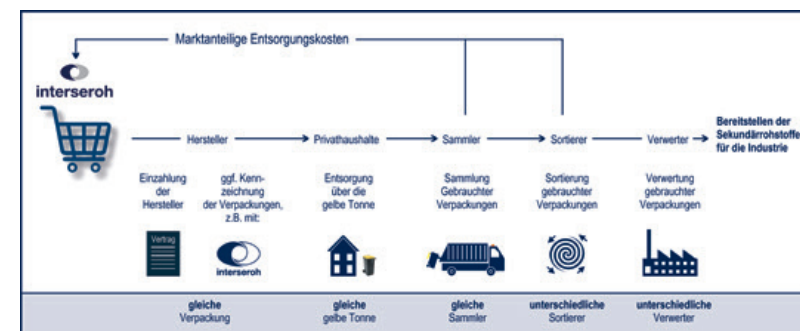 Marktanteilige Entsorgungskosten
interseroh
Hersteller
Privathaushalte
Sammler
Sortierer
Verwerter
Bereitstellen der
Sekundärrohstoffe
für die Industrie
Einzahlung
der
Hersteller
ggf. Kenn-
zeichnung
der Verpackungen,
z.B. mit:
Entsorgung
über die
gelbe Tonne
Sammlung
Gebrauchter
Verpackungen
Sortierung
gebrauchter
Verpackungen
Verwertung
gebrauchter
Verpackungen
Vertrag
interseroh
gleiche
Verpackung
gleiche
gelbe Tonne
gleiche
Sammler
unterschiedliche
Sortierer
unterschiedliche
Verwerter